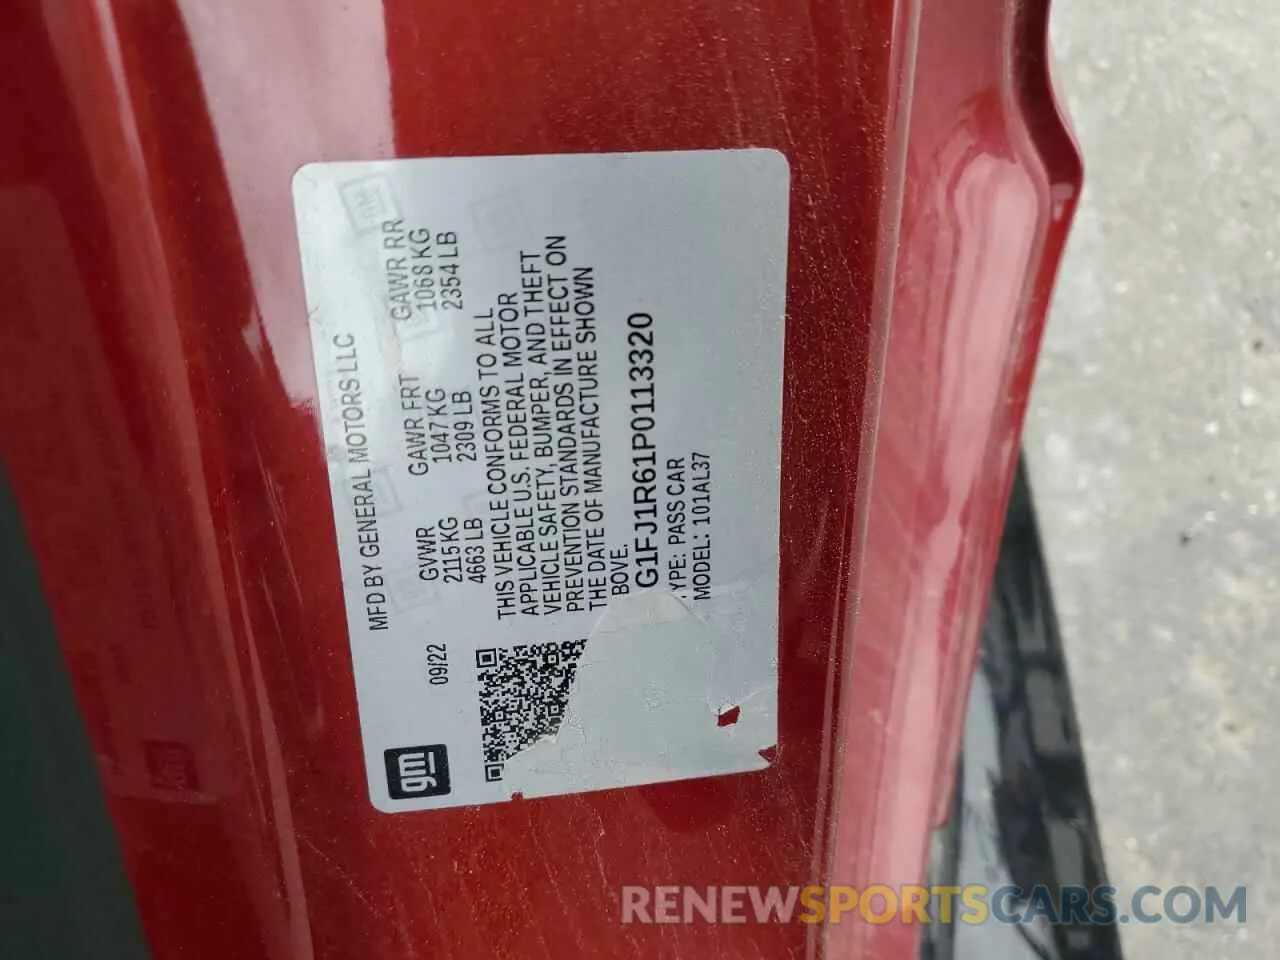 MFD BY GENERAL MOTORS LLC
GVWR GAWR FRT GAWR RR
2115 KG 1047 KG 1068 KG
4663 LB 2309 LB 2354 LB
09/22
gm
THIS VEHICLE CONFORMS TO ALL
APPLICABLE U.S. FEDERAL MOTOR
VEHICLE SAFETY, BUMPER, AND THEFT
PREVENTION STANDARDS IN EFFECT ON
THE DATE OF MANUFACTURE SHOWN
BOVE.
G1FJ1R61P0113320
YPE: PASS CAR
MODEL: 101AL37
RENEWSPORTSCARS.COM